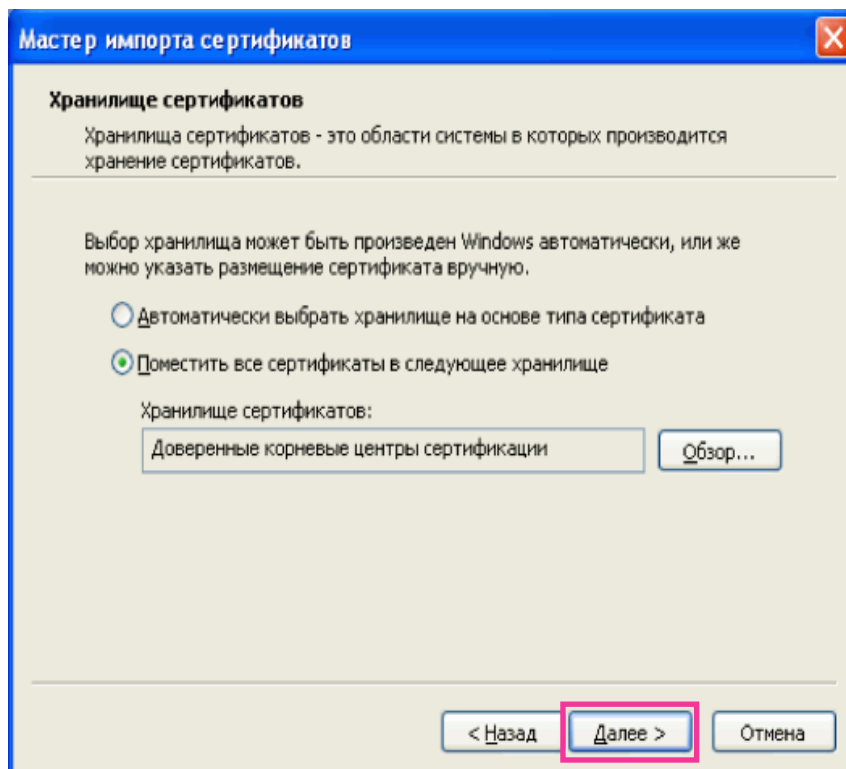 Мастер импорта сертификатов
Хранилище сертификатов
Хранилища сертификатов - это области системы в которых производится
хранение сертификатов.
Выбор хранилища может быть произведен Windows автоматически, или же
можно указать размещение сертификата вручную.
Автоматически выбрать хранилище на основе типа сертификата
Поместить все сертификаты в следующее хранилище
Хранилище сертификатов:
Доверенные корневые центры сертификации
Обзор...
< Назад Далее > Отмена